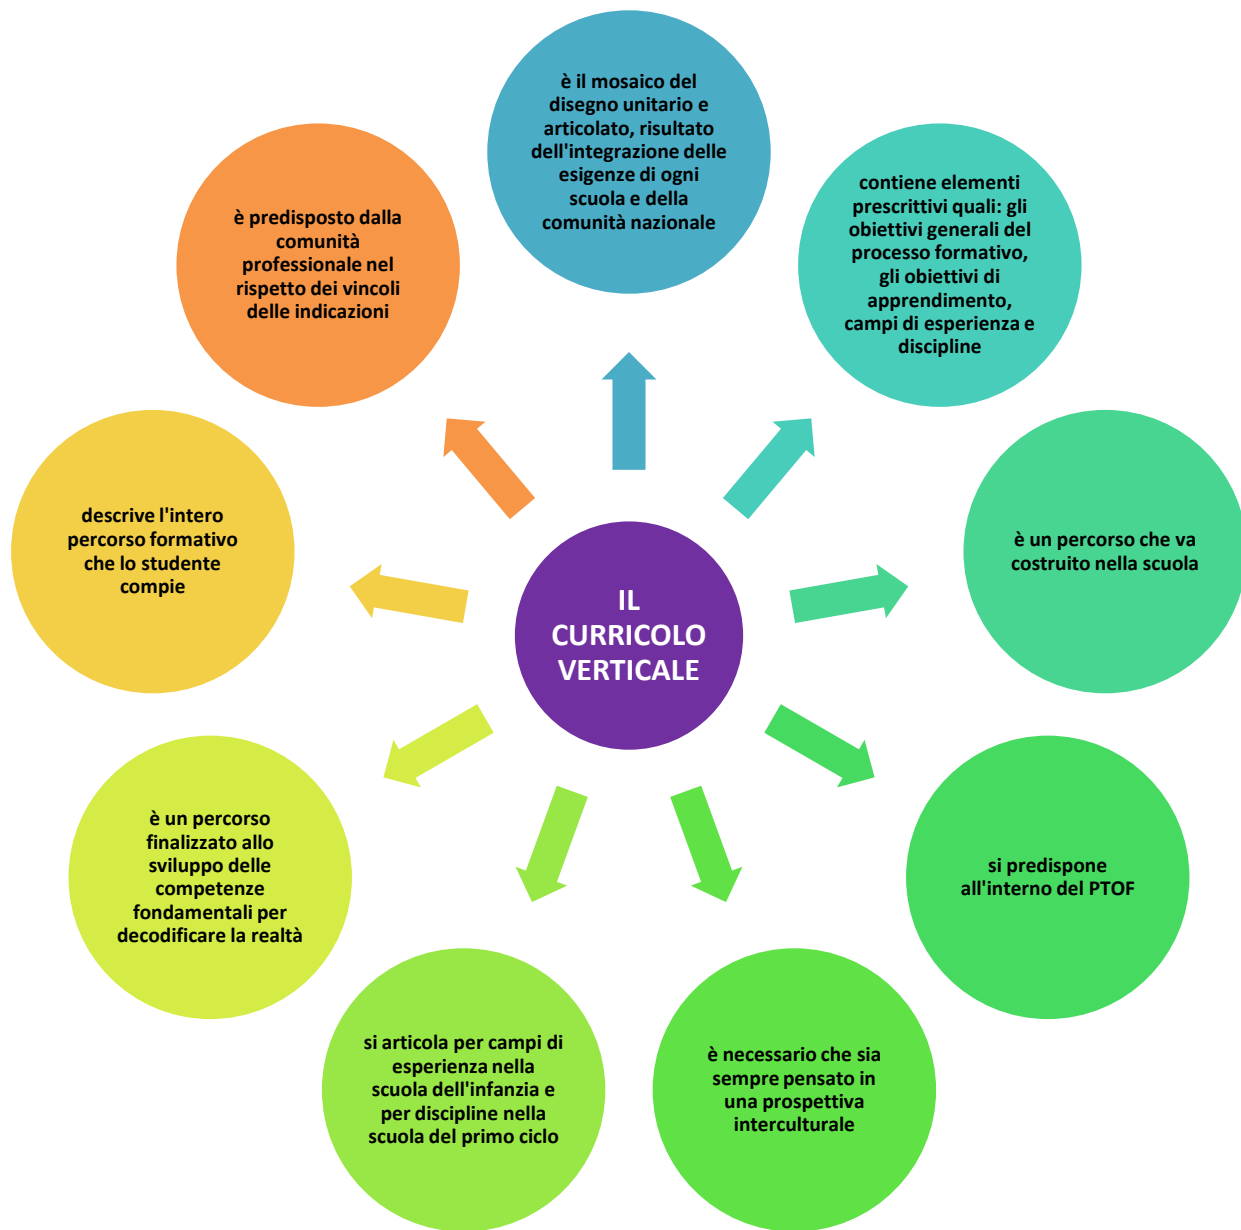 è il mosaico del
disegno unitario e
articolato, risultato
dell'integrazione delle
esigenze di ogni
scuola e della
comunità nazionale
contiene elementi
prescrittivi quali: gli
obiettivi generali del
processo formativo,
gli obiettivi di
apprendimento,
campi di esperienza e
discipline
è un percorso che va
costruito nella scuola
si predispone
all'interno del PTOF
è necessario che sia
sempre pensato in
una prospettiva
interculturale
si articola per campi di
esperienza nella
scuola dell'infanzia e
per discipline nella
scuola del primo ciclo
è un percorso
finalizzato allo
sviluppo delle
competenze
fondamentali per
decodificare la realtà
descrive l'intero
percorso formativo
che lo studente
compie
è predisposto dalla
comunità
professionale nel
rispetto dei vincoli
delle indicazioni
IL
CURRICOLO
VERTICALE